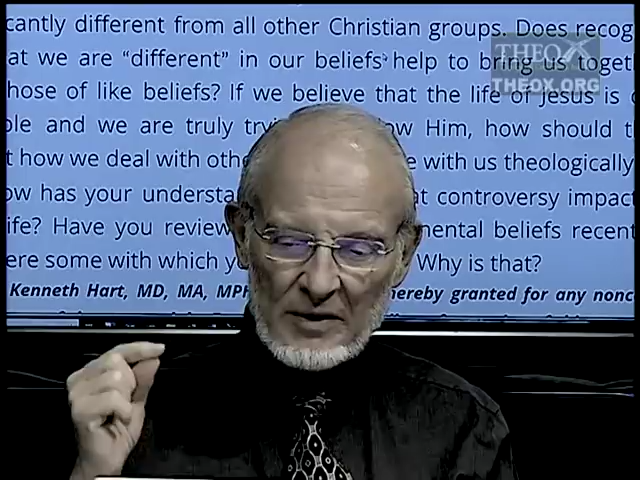 cantly different from all other Christian groups. Does recog
at we are “different” in our beliefs help to bring us toget
hose of like beliefs? If we believe that the life of Jesus is
ple and we are truly try w Him, how should t
t how we deal with othe e with us theologically
ow has your understa at controversy impact
ife? Have you review mental beliefs recent
ere some with which y Why is that?
Kenneth Hart, MD, MA, MPH hereby granted for any nonc
THEOX
THEOX.ORG